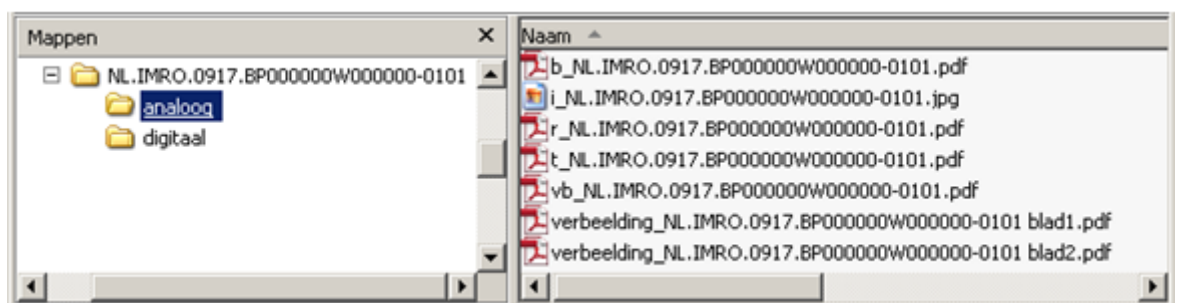 Mappen
NL.IMRO.0917.BP000000W000000-0101
analoog
digitaal
Naam
b_NL.IMRO.0917.BP000000W000000-0101.pdf
i_NL.IMRO.0917.BP000000W000000-0101.jpg
r_NL.IMRO.0917.BP000000W000000-0101.pdf
t_NL.IMRO.0917.BP000000W000000-0101.pdf
vb_NL.IMRO.0917.BP000000W000000-0101.pdf
verbeelding_NL.IMRO.0917.BP000000W000000-0101 blad1.pdf
verbeelding_NL.IMRO.0917.BP000000W000000-0101 blad2.pdf